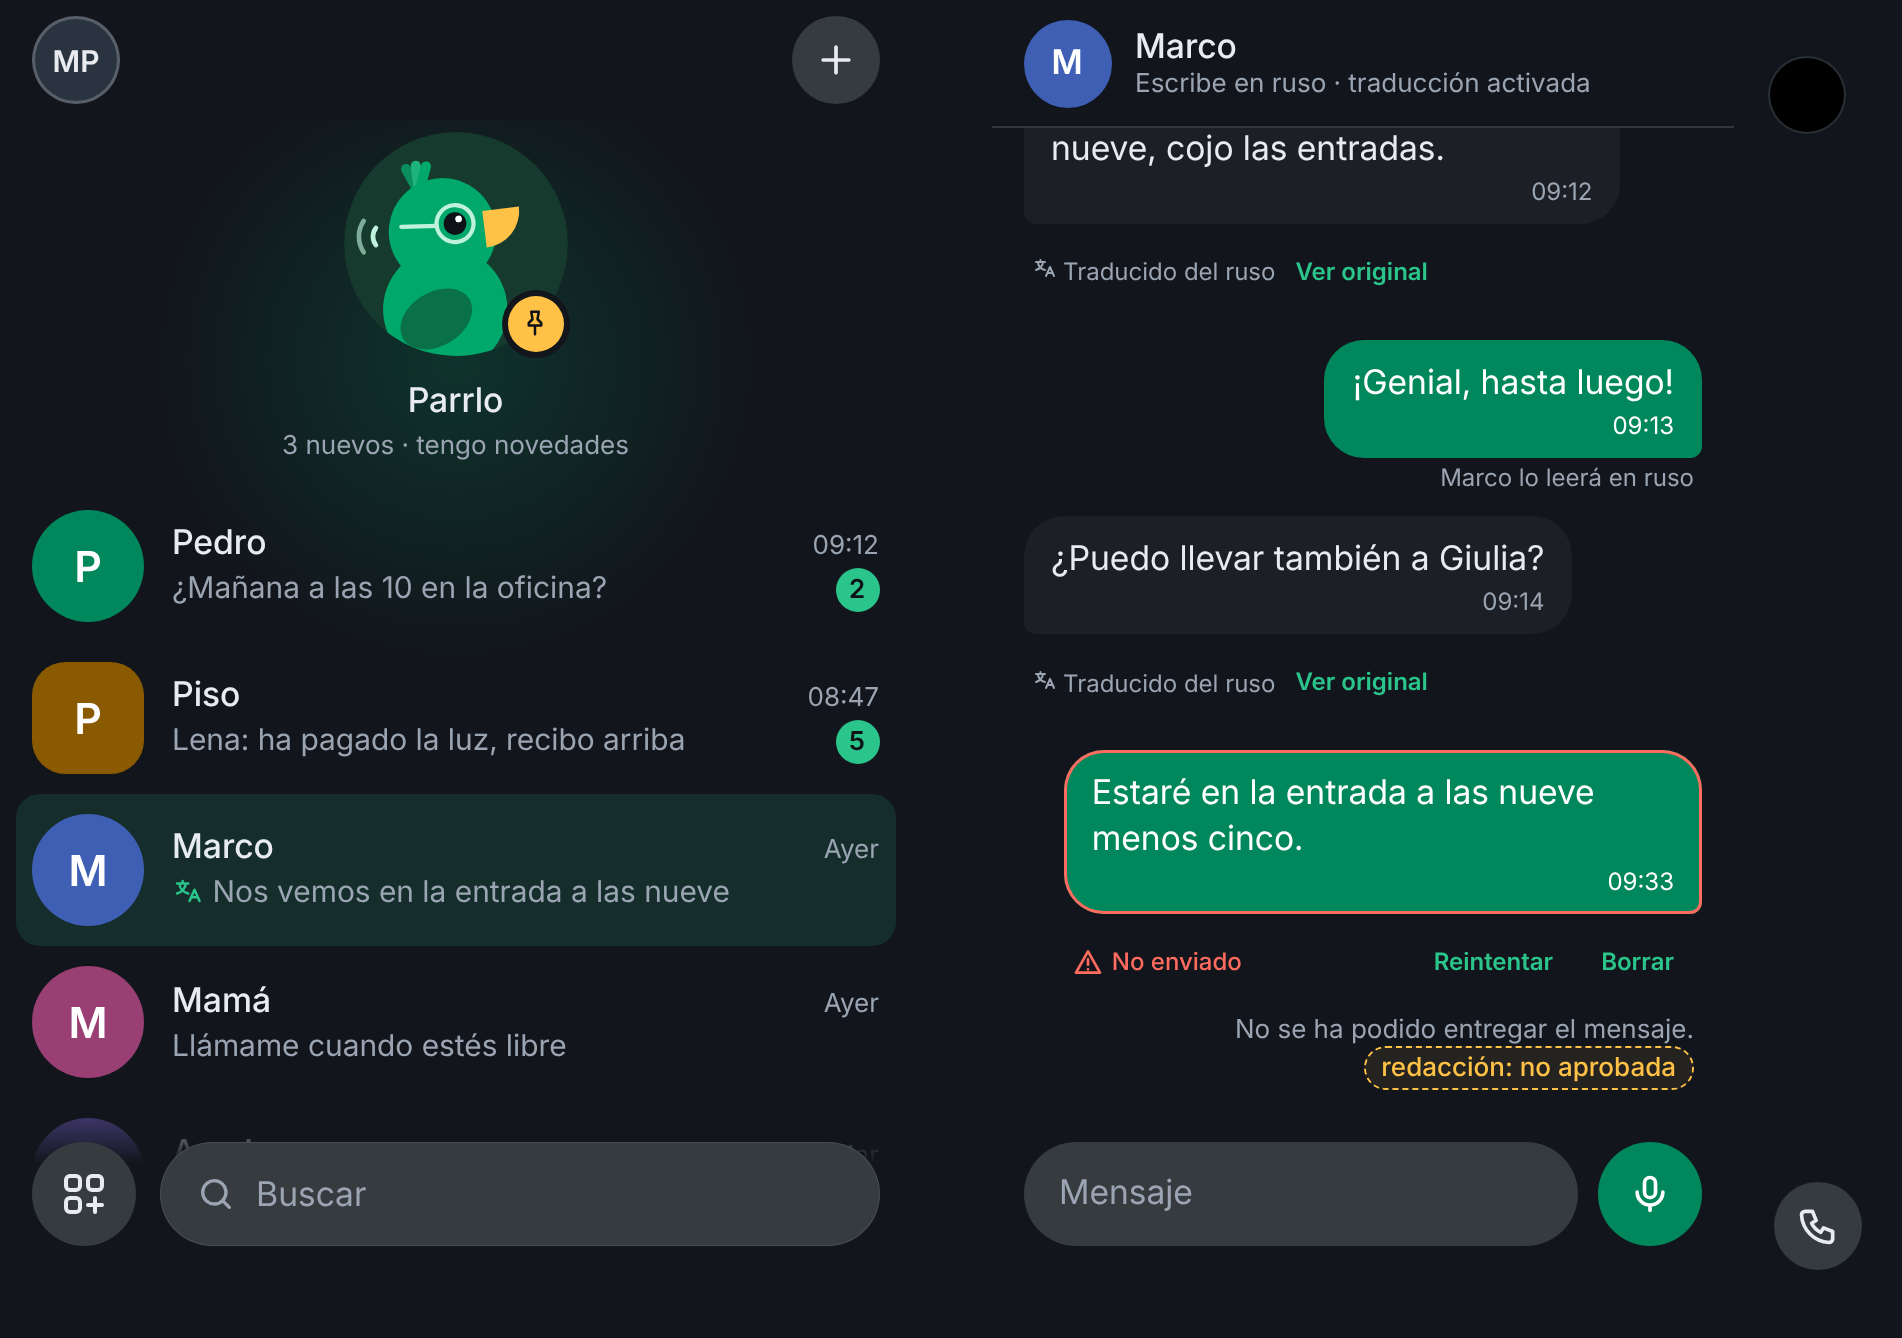 MP
Parrlo
3 nuevos · tengo novedades
P
Pedro
09:12
¿Mañana a las 10 en la oficina?
2
P
Piso
08:47
Lena: ha pagado la luz, recibo arriba
5
M
Marco
Ayer
Nos vemos en la entrada a las nueve
M
Mamá
Ayer
Llámame cuando estés libre
Buscar
M
Marco
Escribe en ruso · traducción activada
nueve, cojo las entradas.
09:12
Traducido del ruso Ver original
¡Genial, hasta luego!
09:13
Marco lo leerá en ruso
¿Puedo llevar también a Giulia?
09:14
Traducido del ruso Ver original
Estaré en la entrada a las nueve
menos cinco.
09:33
No enviado Reintentar Borrar
No se ha podido entregar el mensaje.
redacción: no aprobada
Mensaje